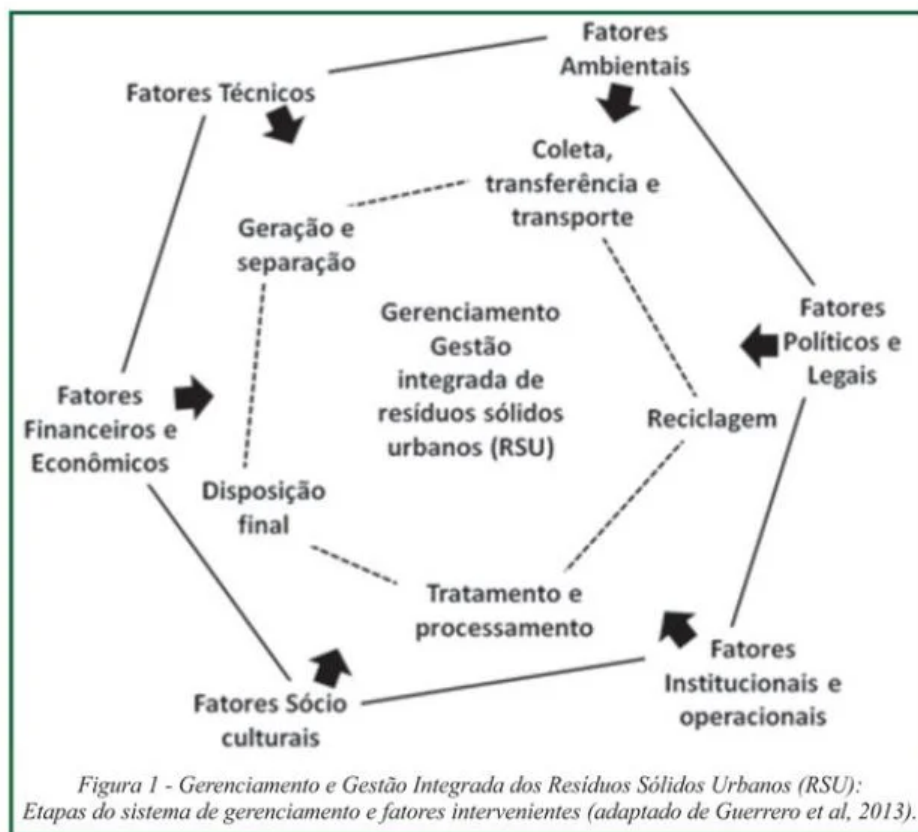 Fatores
Ambientais
Fatores Técnicos
Coleta,
transferência e
transporte
Geração e
separação
Gerenciamento
Gestão
integrada de
resíduos sólidos
urbanos (RSU)
Fatores
Políticos e
Legais
Fatores
Financeiros e
Econômicos
Reciclagem
Disposição
final
Tratamento e
processamento
Fatores
Institucionais e
operacionais
Fatores Sócio
culturais
Figura 1 - Gerenciamento e Gestão Integrada dos Resíduos Sólidos Urbanos (RSU):
Etapas do sistema de gerenciamento e fatores intervenientes (adaptado de Guerrero et al, 2013).